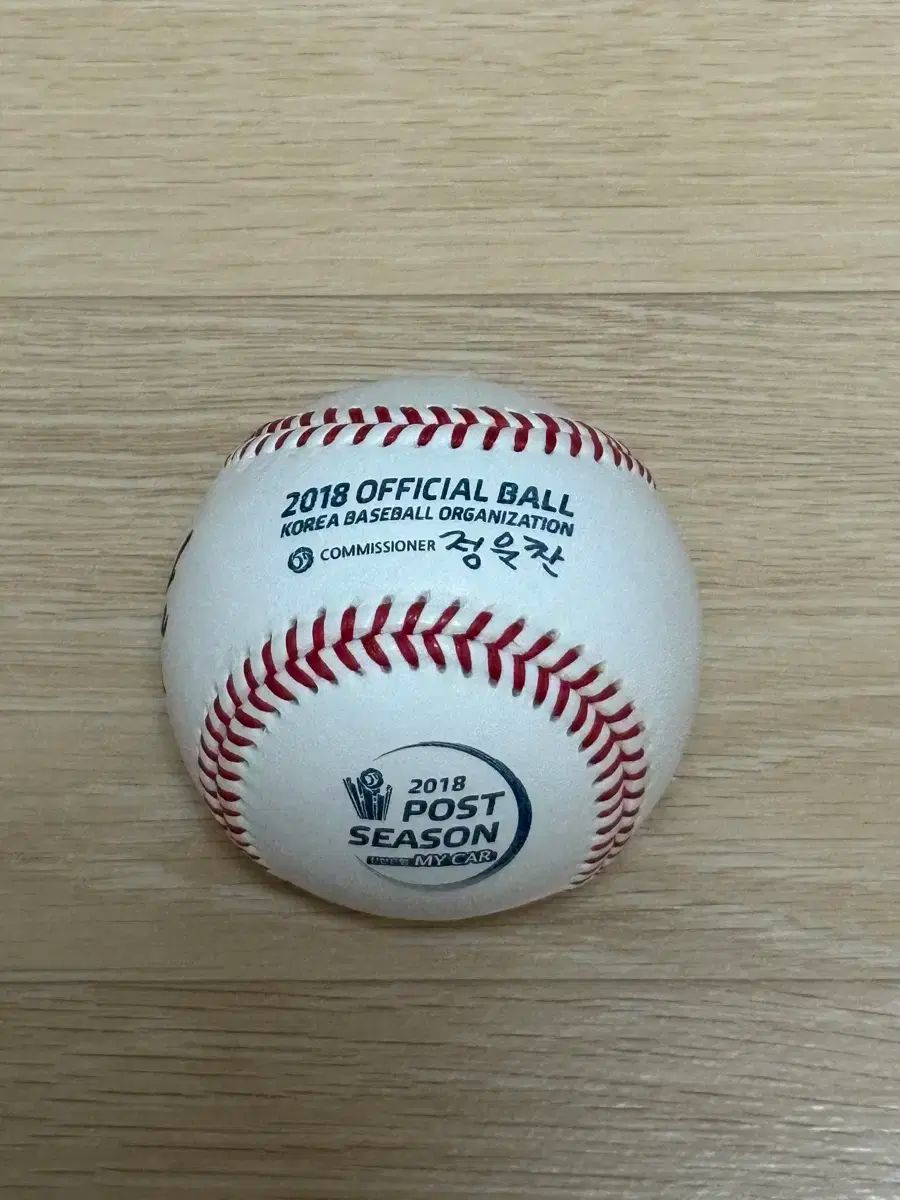 2018 OFFICIAL BALL
KOREA BASEBALL ORGANIZATION
COMMISSIONER 정운찬
2018
POST
SEASON
MY CAR